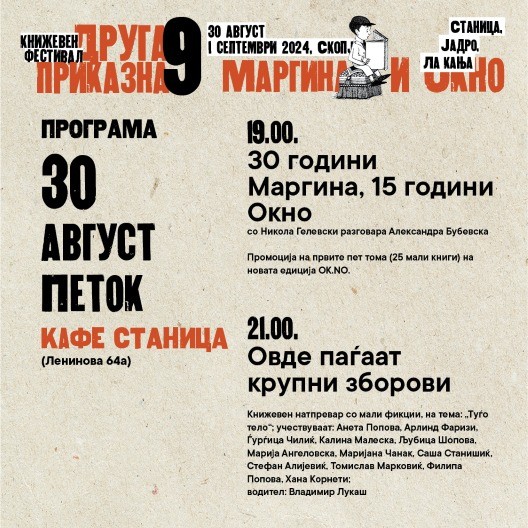 КНИЖЕВЕН
ФЕСТИВАЛ
ДРУГА
ПРИКАЗНА
9
30 АВГУСТ
1 СЕПТЕМВРИ 2024, СКОПЈЕ
МАРГИНА И ОКНО
СТАНИЦА,
ЈАДРО,
ЛА КАЊА
ПРОГРАМА
30
АВГУСТ
ПЕТОК
КАФЕ СТАНИЦА
(Ленинова 64а)
19.00.
30 години
Маргина, 15 години
Окно
со Никола Гелевски разговара Александра Бубевска
Промоција на првите пет тома (25 мали книги) на
новата едиција OK.NO.
21.00.
Овде паѓаат
крупни зборови
Книжевен натпревар со мали фикции, на тема: „Туѓо
тело“; учествуваат: Анета Попова, Арлинд Фаризи,
Ѓурѓица Чилиќ, Калина Малеска, Љубица Шопова,
Марија Ангеловска, Маријана Чанак, Саша Станишиќ,
Стефан Алијевиќ, Томислав Марковиќ, Филипа
Попова, Хана Корнети;
водител: Владимир Лукаш